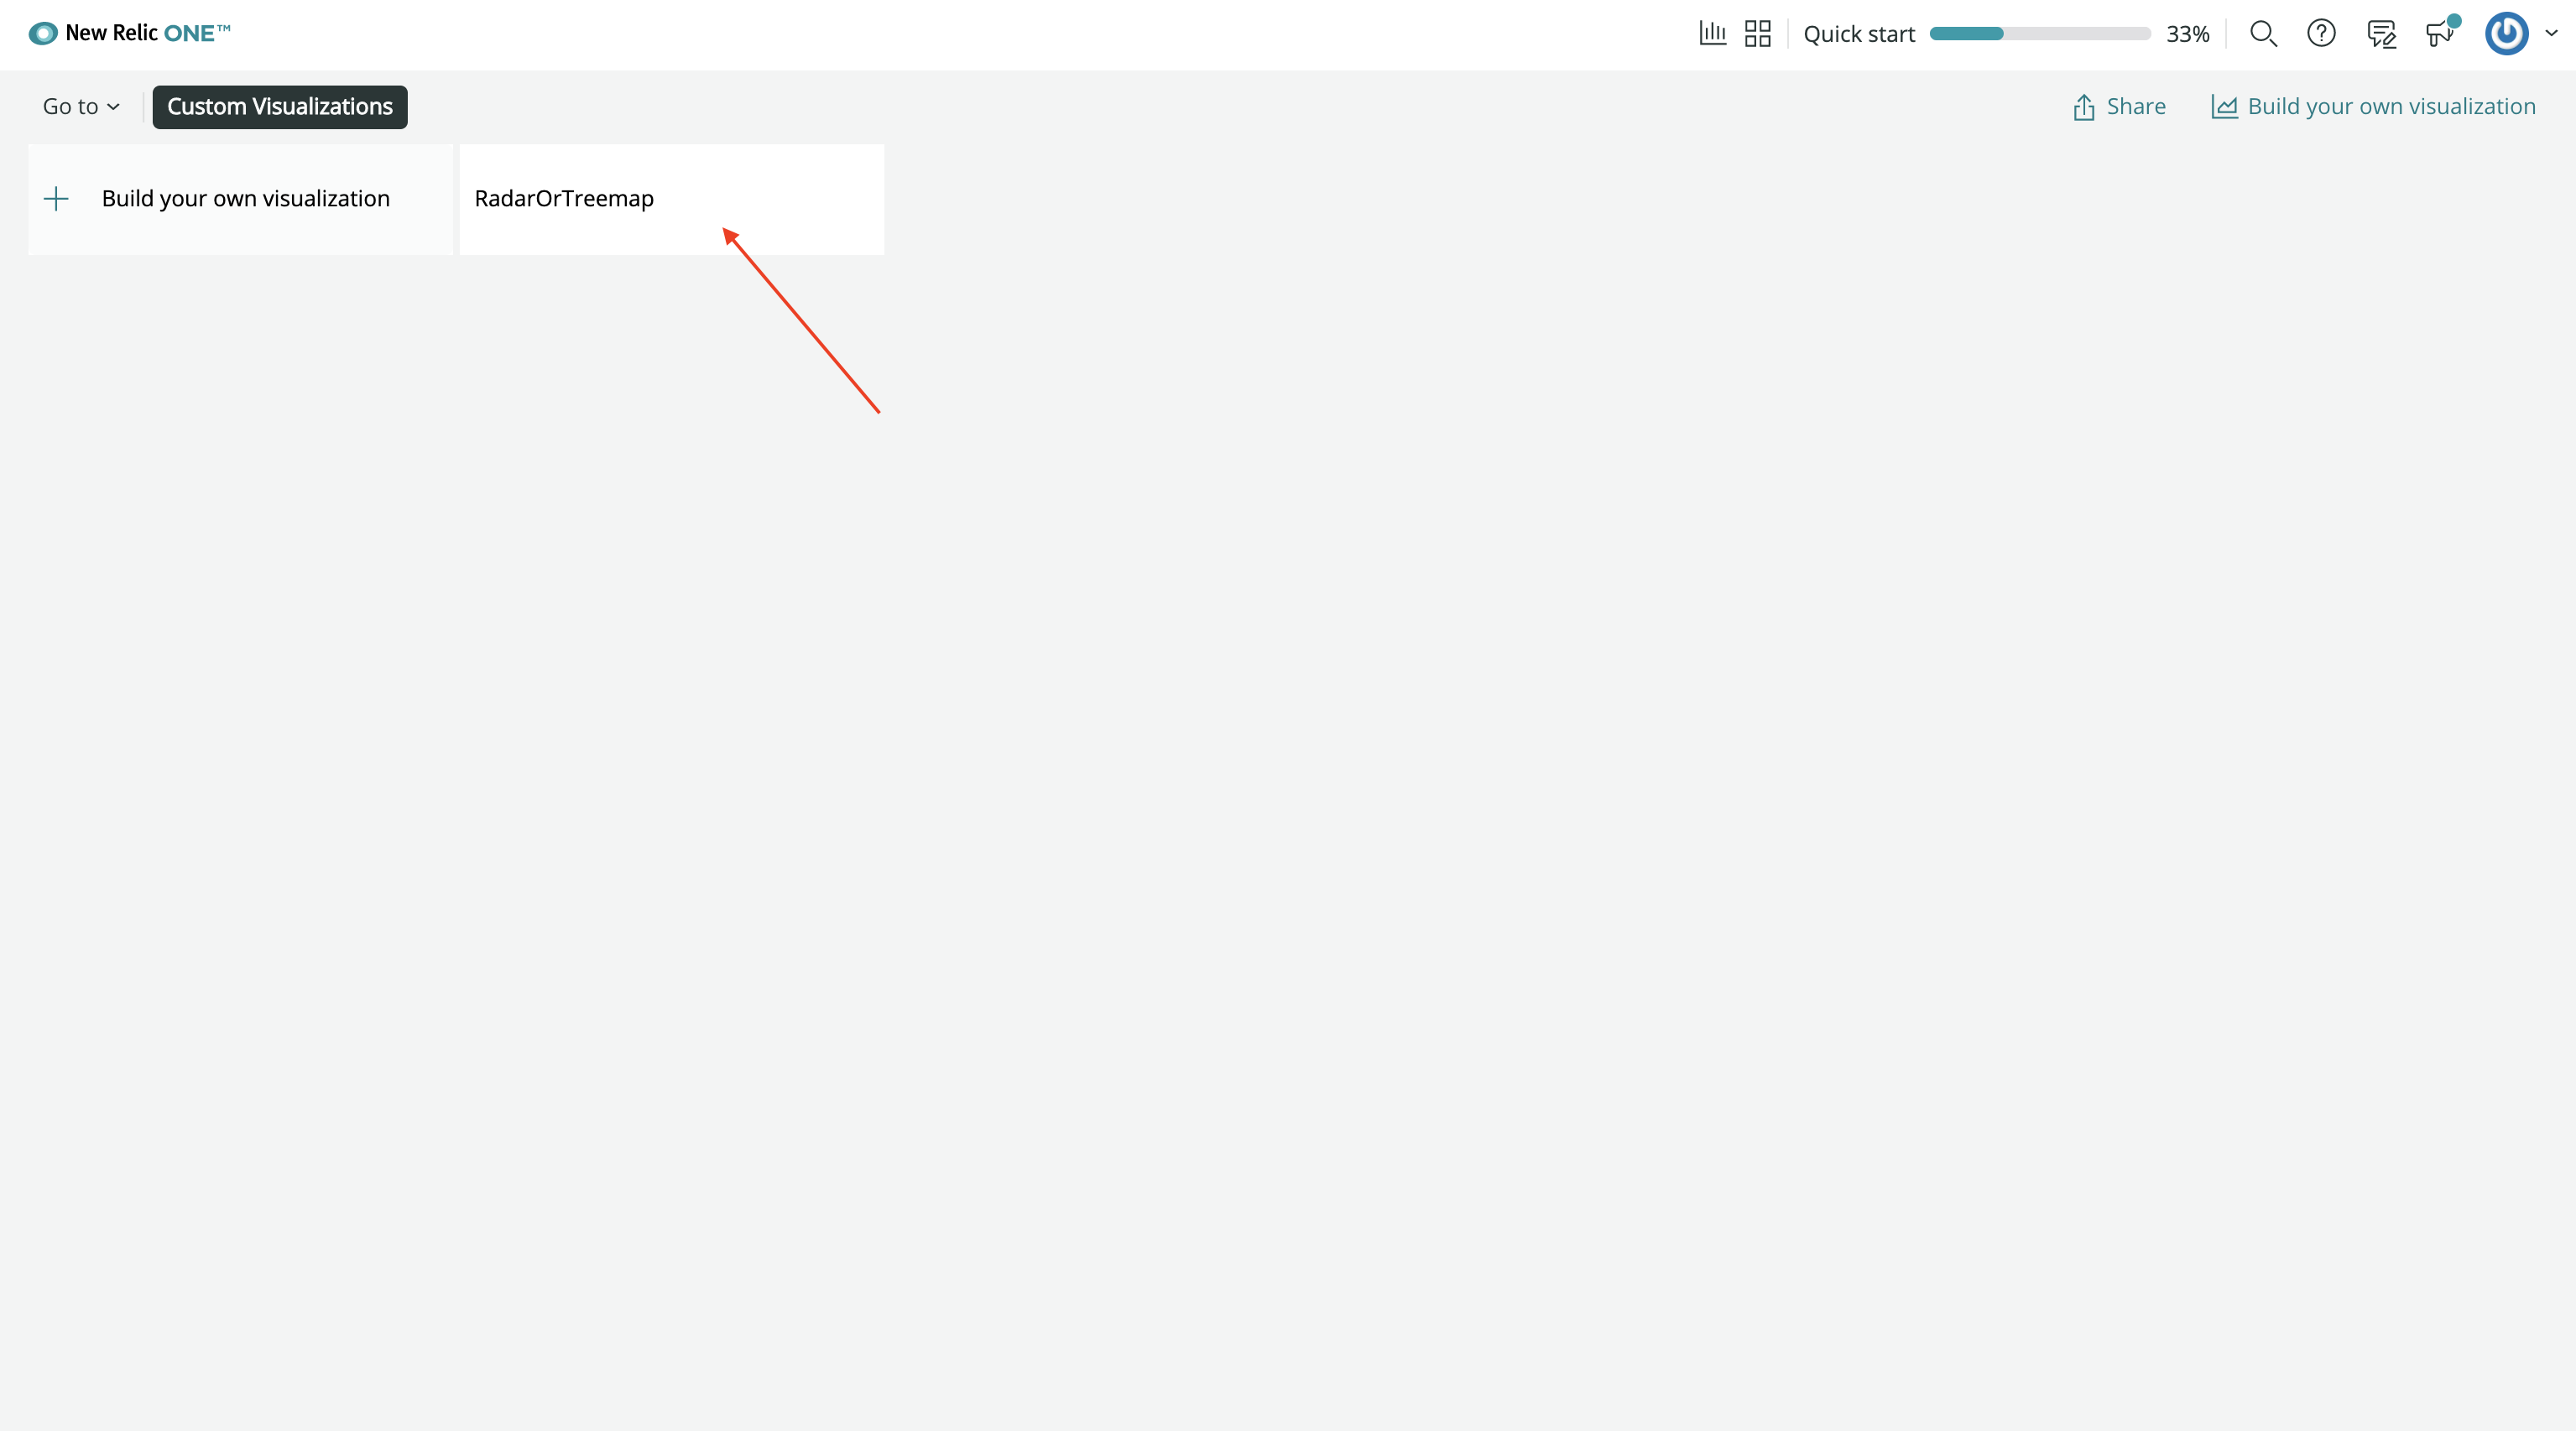 New Relic ONE™
Quick start 33%
Go to
Custom Visualizations
Share
Build your own visualization
Build your own visualization
RadarOrTreemap